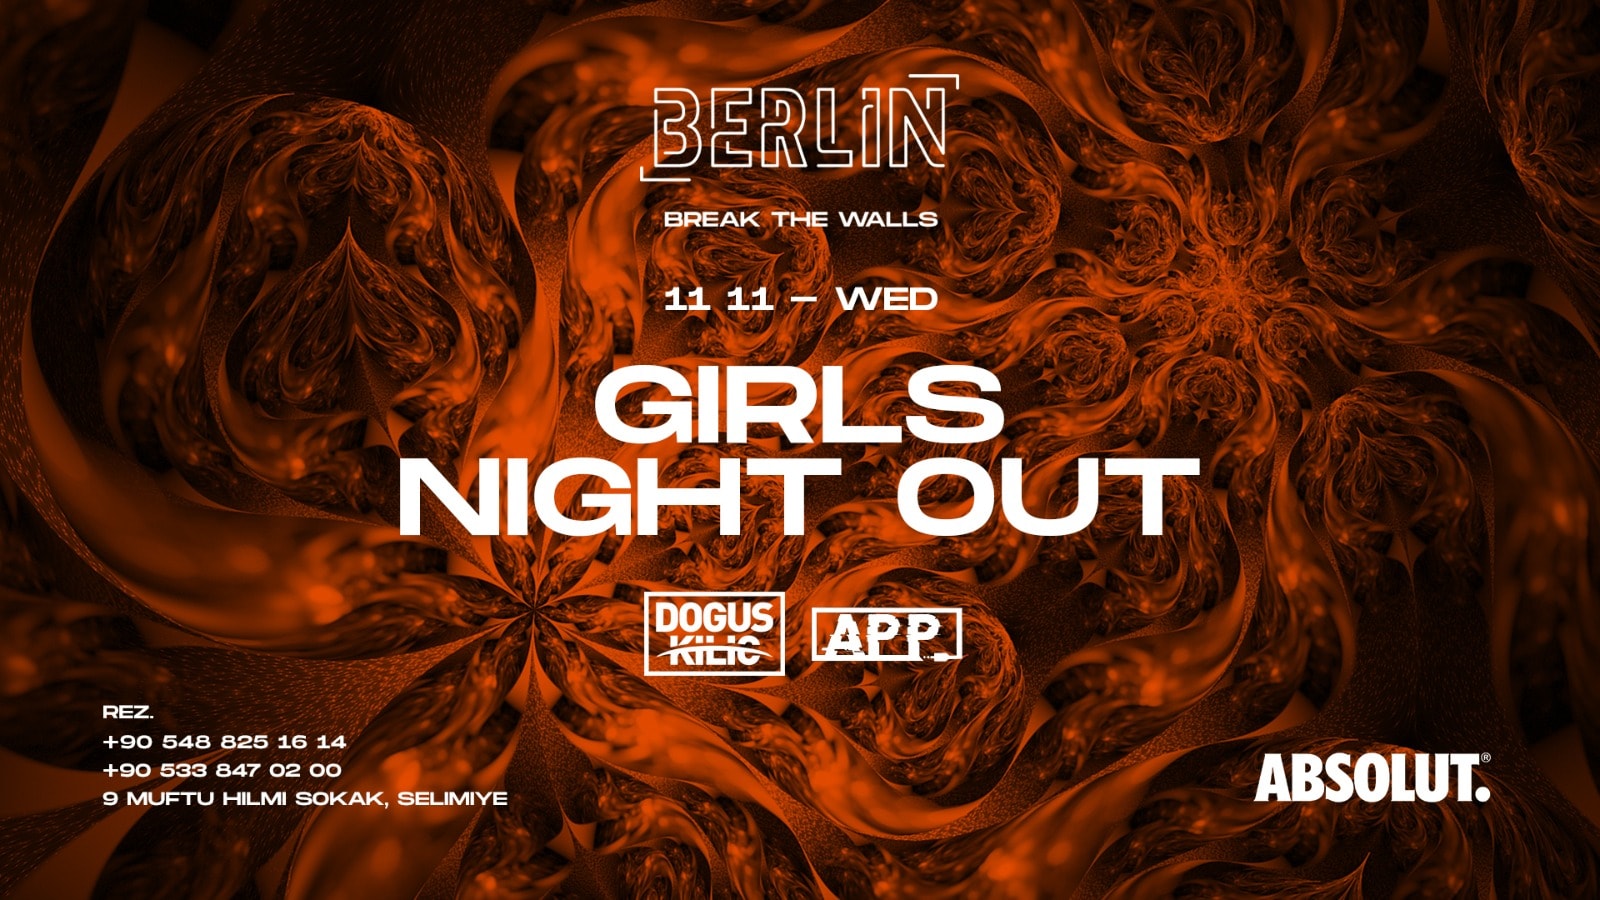 BERLIN
BREAK THE WALLS
11 11 – WED
GIRLS
NIGHT OUT
DOGUS
KILIC
APP.
REZ.
+90 548 825 16 14
+90 533 847 02 00
9 MUFTU HILMI SOKAK, SELIMIYE
ABSOLUT.®